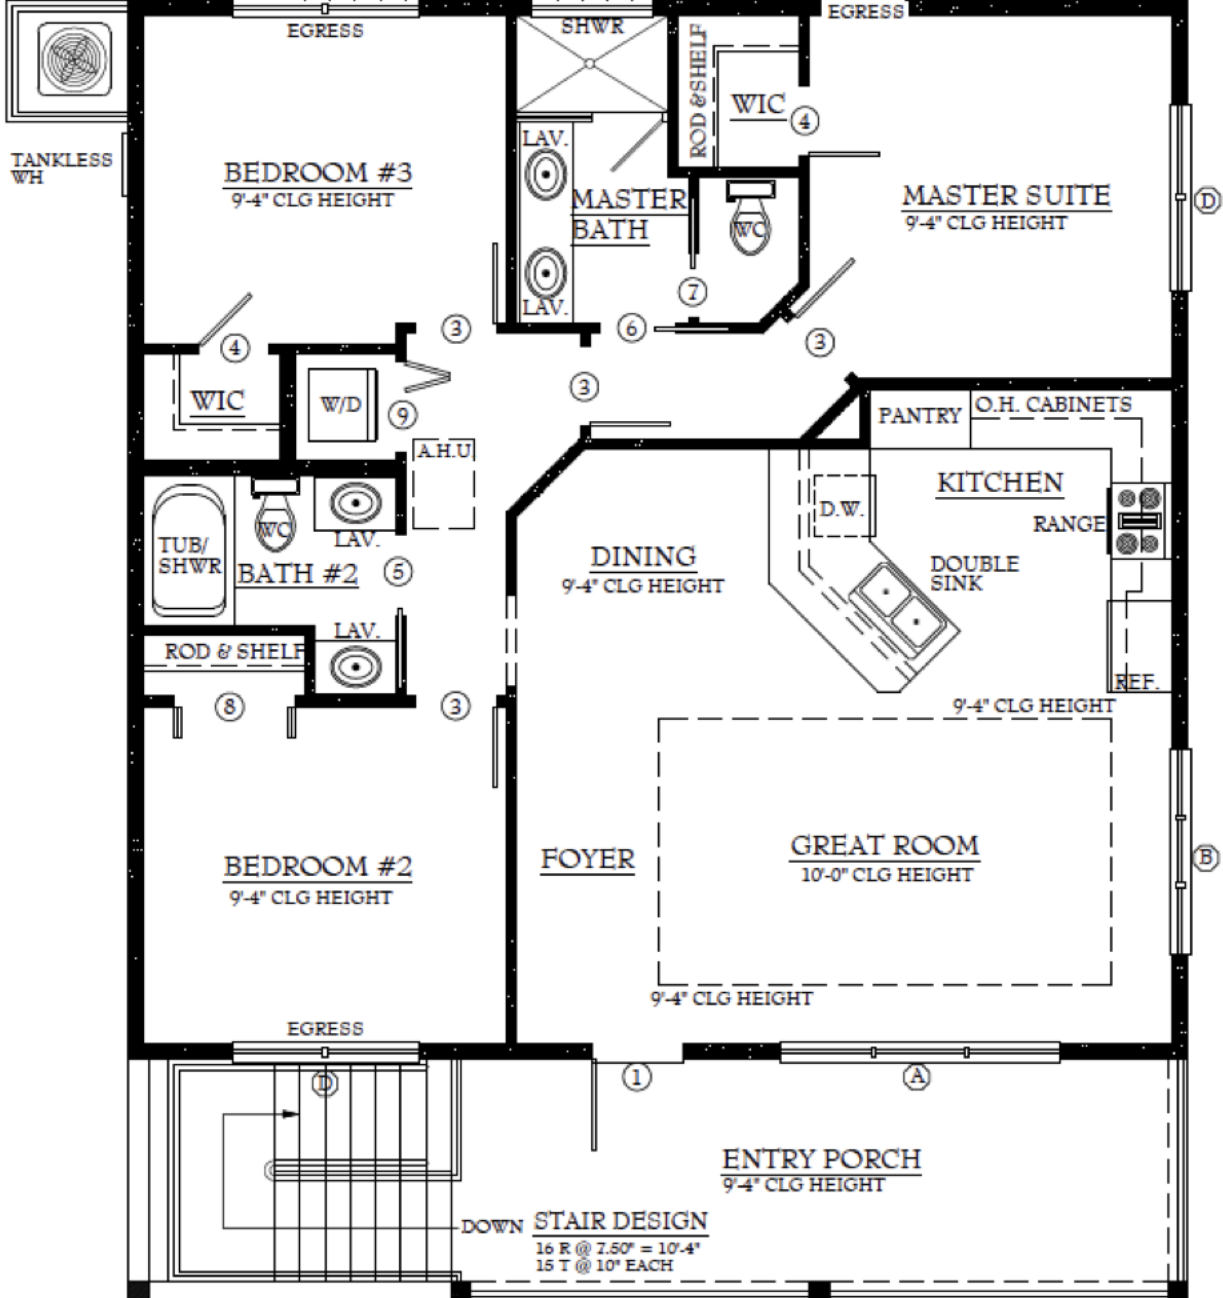 EGRESS
SHWR
EGRESS
ROD & SHELF
WIC
4
TANKLESS
WH
LAV.
BEDROOM #3
9'-4" CLG HEIGHT
MASTER
BATH
MASTER SUITE
9'-4" CLG HEIGHT
D
WC
LAV.
7
3
6
3
4
3
WIC
W/D
9
PANTRY
O.H. CABINETS
A.H.U
KITCHEN
D.W.
RANGE
WC
LAV.
TUB/
SHWR
BATH #2
5
DINING
9'-4" CLG HEIGHT
DOUBLE
SINK
LAV.
ROD & SHELF
REF.
8
3
9'-4" CLG HEIGHT
BEDROOM #2
9'-4" CLG HEIGHT
FOYER
GREAT ROOM
10'-0" CLG HEIGHT
B
9'-4" CLG HEIGHT
EGRESS
D
1
A
ENTRY PORCH
9'-4" CLG HEIGHT
DOWN
STAIR DESIGN
16 R @ 7.50" = 10'-4"
15 T @ 10" EACH